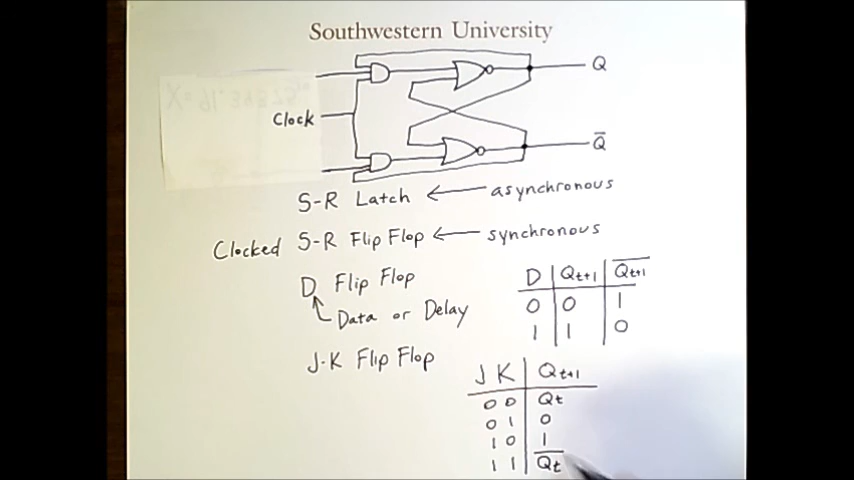 Southwestern University
Q
Clock
Q̅
S-R Latch ← asynchronous
Clocked S-R Flip Flop ← synchronous
D Flip Flop
Data or Delay
J-K Flip Flop
D | Qt+1 | Q̅t+1
0 | 0 | 1
1 | 1 | 0
J K | Qt+1
0 0 | Qt
0 1 | 0
1 0 | 1
1 1 | Q̅t